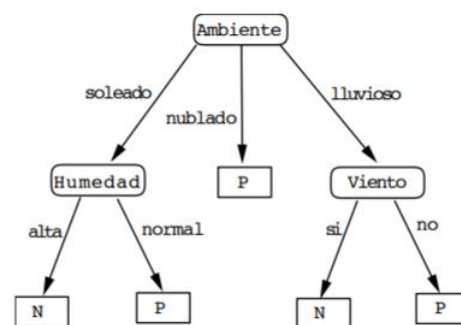 Ambiente
soleado
nublado
lluvioso
Humedad
P
Viento
alta
normal
si
no
N
P
N
P